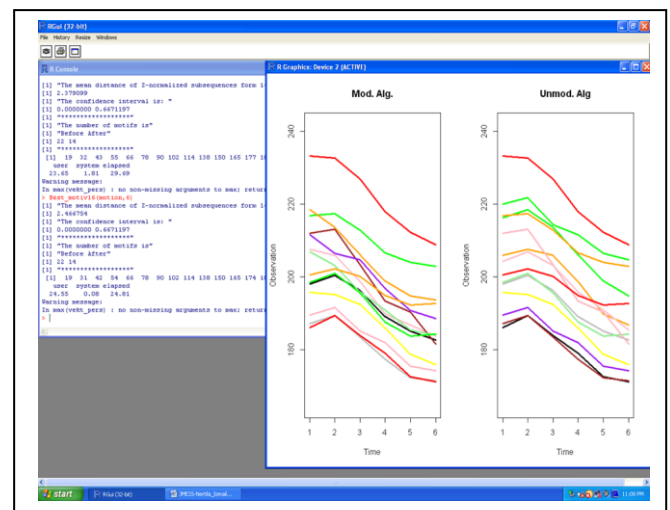 RGui (32-bit)
File History Resize Windows
R Console
[1] "The mean distance of Z-normalized subsequences form
[1] 2.379099
[1] "The confidence interval is: "
[1] 0.0000000 0.6671197
[1] "*******************"
[1] "The number of motifs is"
[1] "Before After"
[1] 22 14
[1] "*******************"
[1] 19 32 43 55 66 78 90 102 114 138 150 165 177
user system elapsed
23.65 1.81 29.69
Warning message:
In max(vekt_pers) : no non-missing arguments to max; retur
> Best_motiv16(motion,6)
[1] "The mean distance of Z-normalized subsequences form
[1] 2.466754
[1] "The confidence interval is: "
[1] 0.0000000 0.6671197
[1] "*******************"
[1] "The number of motifs is"
[1] "Before After"
[1] 22 14
[1] "*******************"
[1] 19 31 42 54 66 78 90 102 114 138 150 165 174
user system elapsed
24.55 0.08 24.81
Warning message:
In max(vekt_pers) : no non-missing arguments to max; retur
>
R Graphics: Device 2 (ACTIVE)
Mod. Alg.
Observation
240
220
200
180
1 2 3 4 5 6
Time
Unmod. Alg
Observation
240
220
200
180
1 2 3 4 5 6
Time
start
RGui (32-bit)
11:08 PM